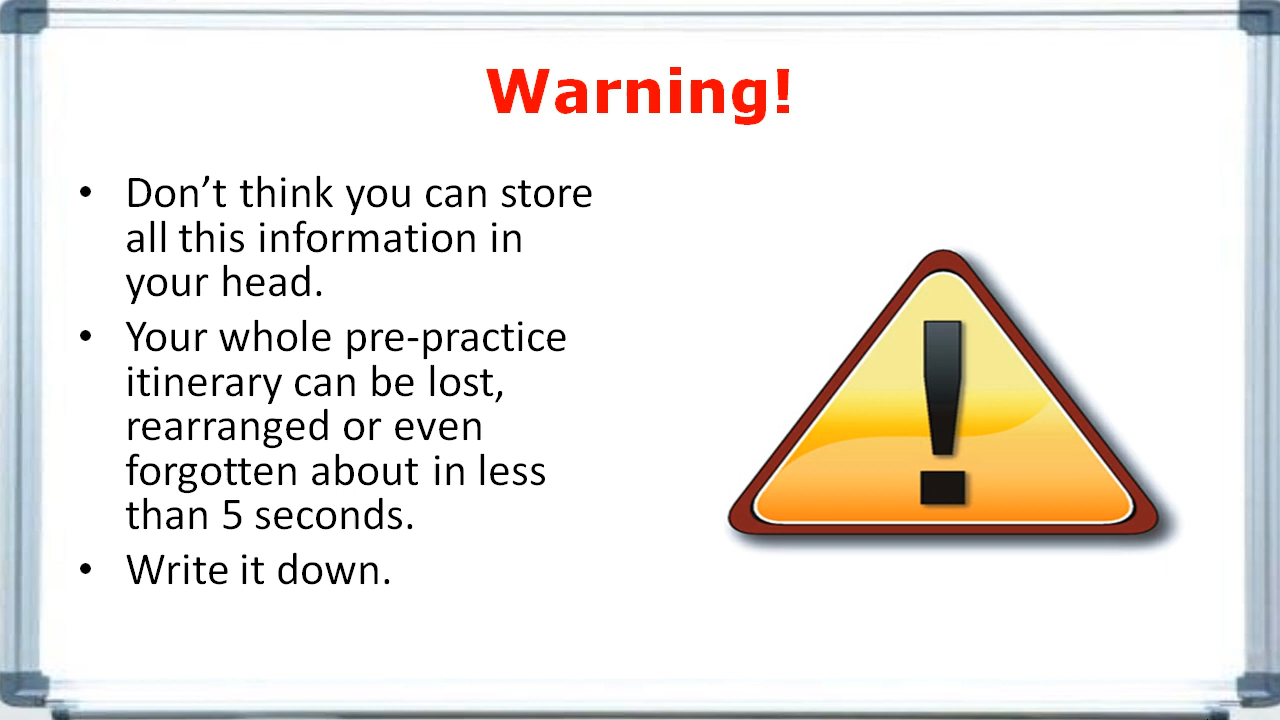 Warning!
• Don’t think you can store
all this information in
your head.
• Your whole pre-practice
itinerary can be lost,
rearranged or even
forgotten about in less
than 5 seconds.
• Write it down.